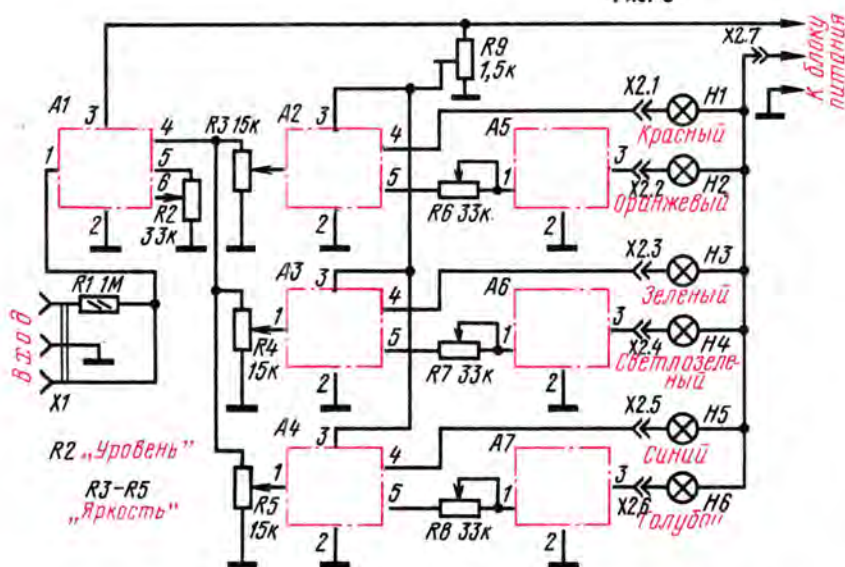 R9
1,5к
X2.7
К блоку питания
A1
3
4
1
5
6
R2
33к
2
R3 15к
A2
3
4
5
2
R6 33к
A5
1
3
2
X2.1
H1
Красный
X2.2
H2
Оранжевый
R1 1М
Вход
X1
A3
3
1
4
5
2
R4
15к
R7 33к
A6
1
3
2
X2.3
H3
Зеленый
X2.4
H4
Светлозеле-
ный
R2 „Уровень”
R3-R5
„Яркость”
A4
3
1
4
5
2
R5
15к
R8 33к
A7
1
3
2
X2.5
H5
Синий
X2.6
H6
Голубой